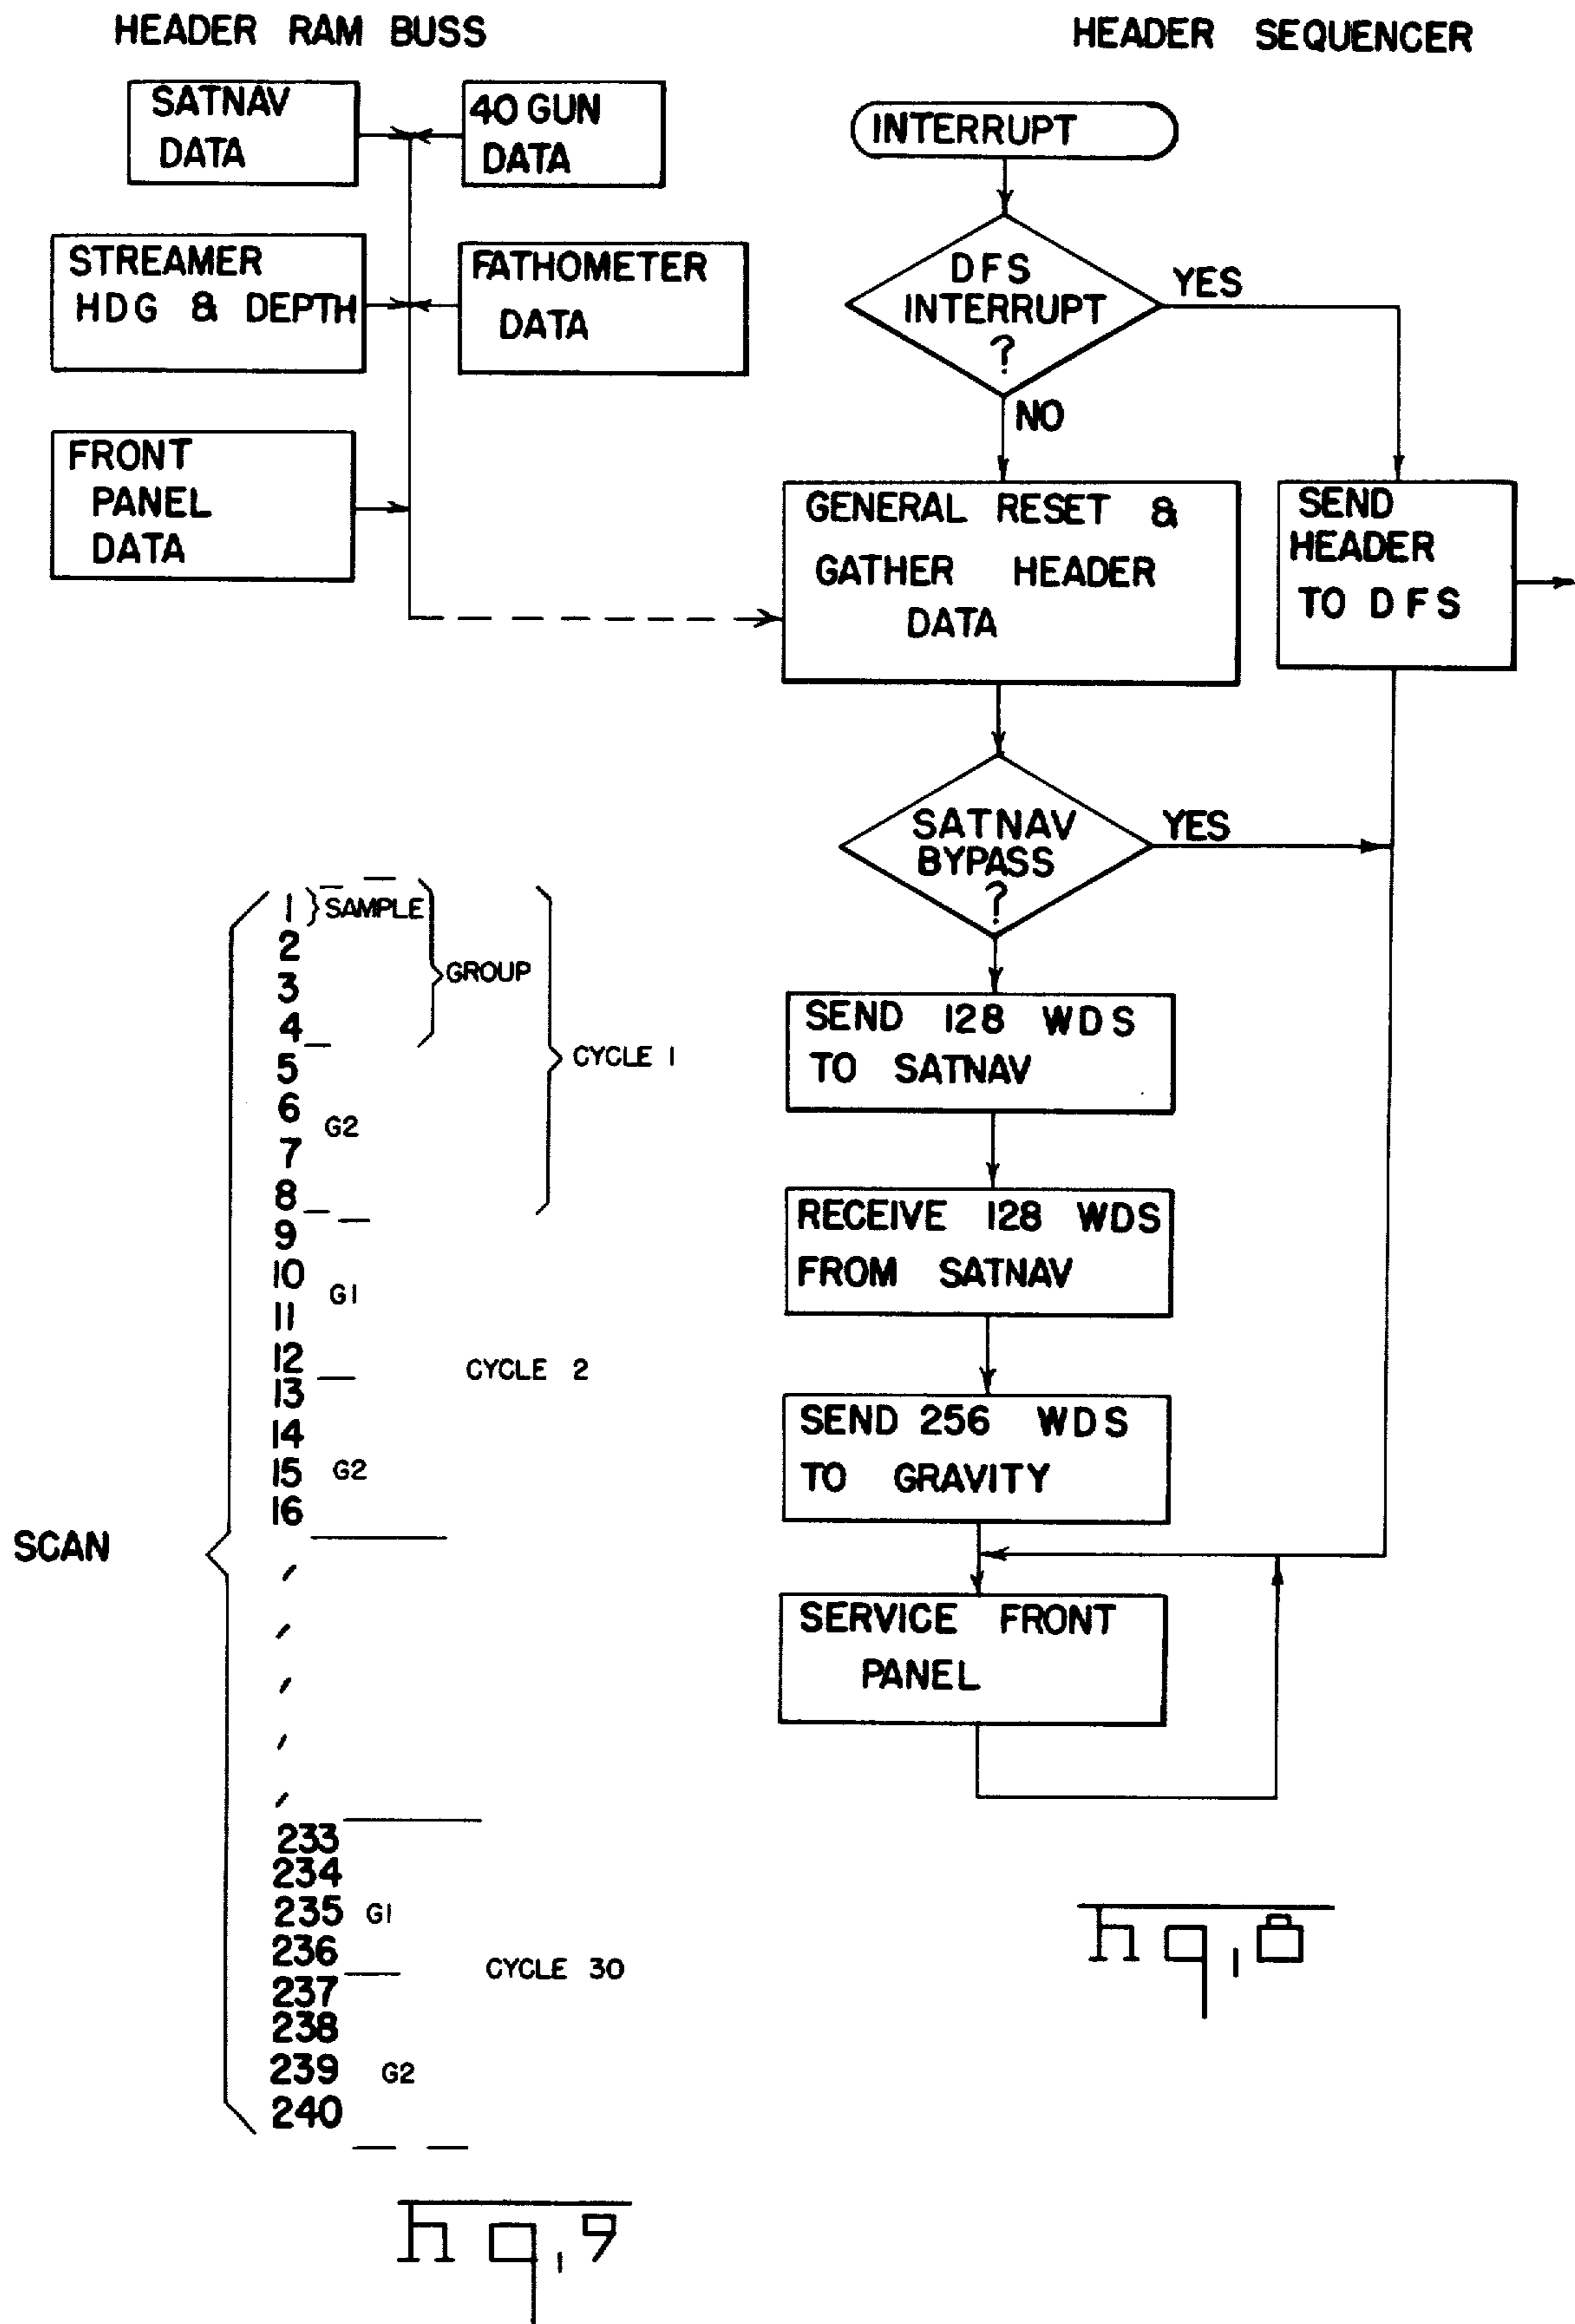 HEADER RAM BUSS
SATNAV
DATA
40 GUN
DATA
STREAMER
HDG & DEPTH
FATHOMETER
DATA
FRONT
PANEL
DATA
HEADER SEQUENCER
INTERRUPT
DFS
INTERRUPT
?
YES
NO
GENERAL RESET &
GATHER HEADER
DATA
SEND
HEADER
TO DFS
SATNAV
BYPASS
?
YES
SEND 128 WDS
TO SATNAV
RECEIVE 128 WDS
FROM SATNAV
SEND 256 WDS
TO GRAVITY
SERVICE FRONT
PANEL
Fig. 8
SCAN
1 SAMPLE
2
3 GROUP
4
5 CYCLE 1
6
G2
7
8
9
10
G1
11
12 CYCLE 2
13
14
15 G2
16
233
234
235 G1
236 CYCLE 30
237
238
239 G2
240
Fig. 9